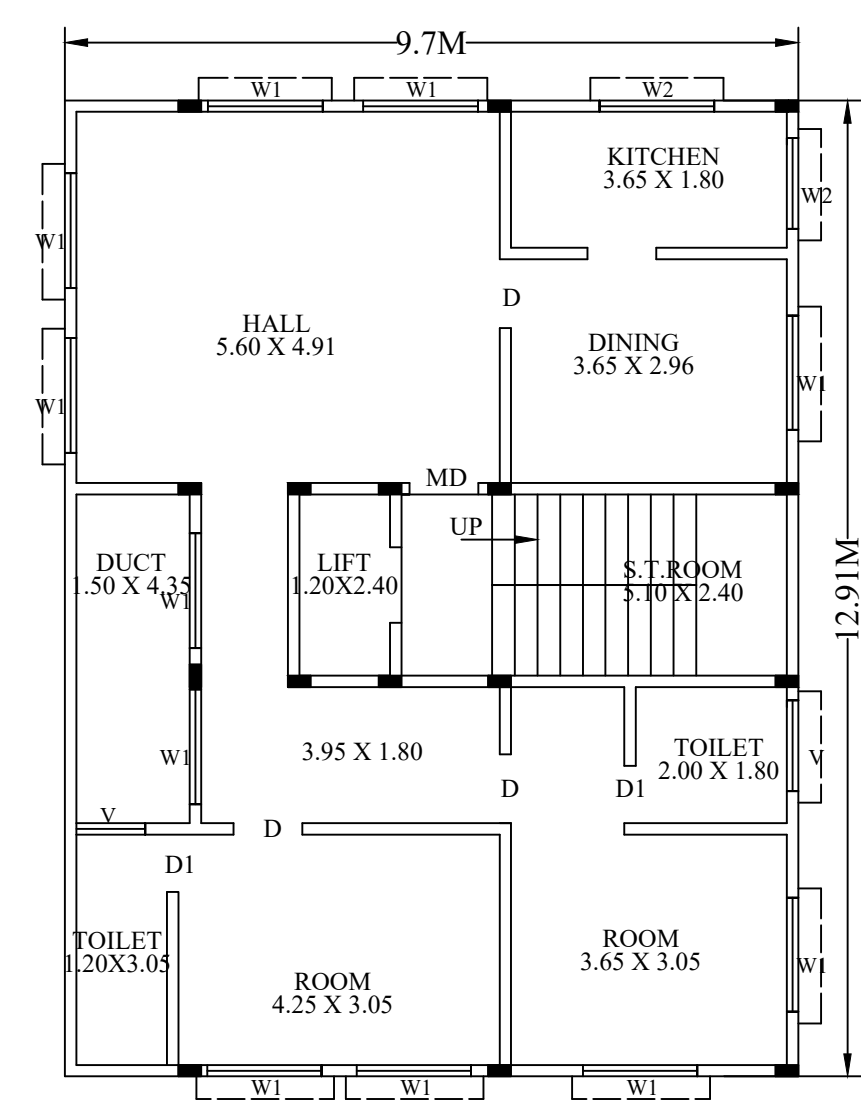 9.7M
W1
W1
W2
KITCHEN
3.65 X 1.80
W2
W1
D
HALL
5.60 X 4.91
DINING
3.65 X 2.96
W1
W1
MD
UP
DUCT
1.50 X 4.35
W1
LIFT
1.20X2.40
S.T.ROOM
5.10 X 2.40
12.91M
3.95 X 1.80
W1
TOILET
2.00 X 1.80
V
D
D1
V
D
D1
TOILET
1.20X3.05
ROOM
4.25 X 3.05
ROOM
3.65 X 3.05
W1
W1
W1
W1